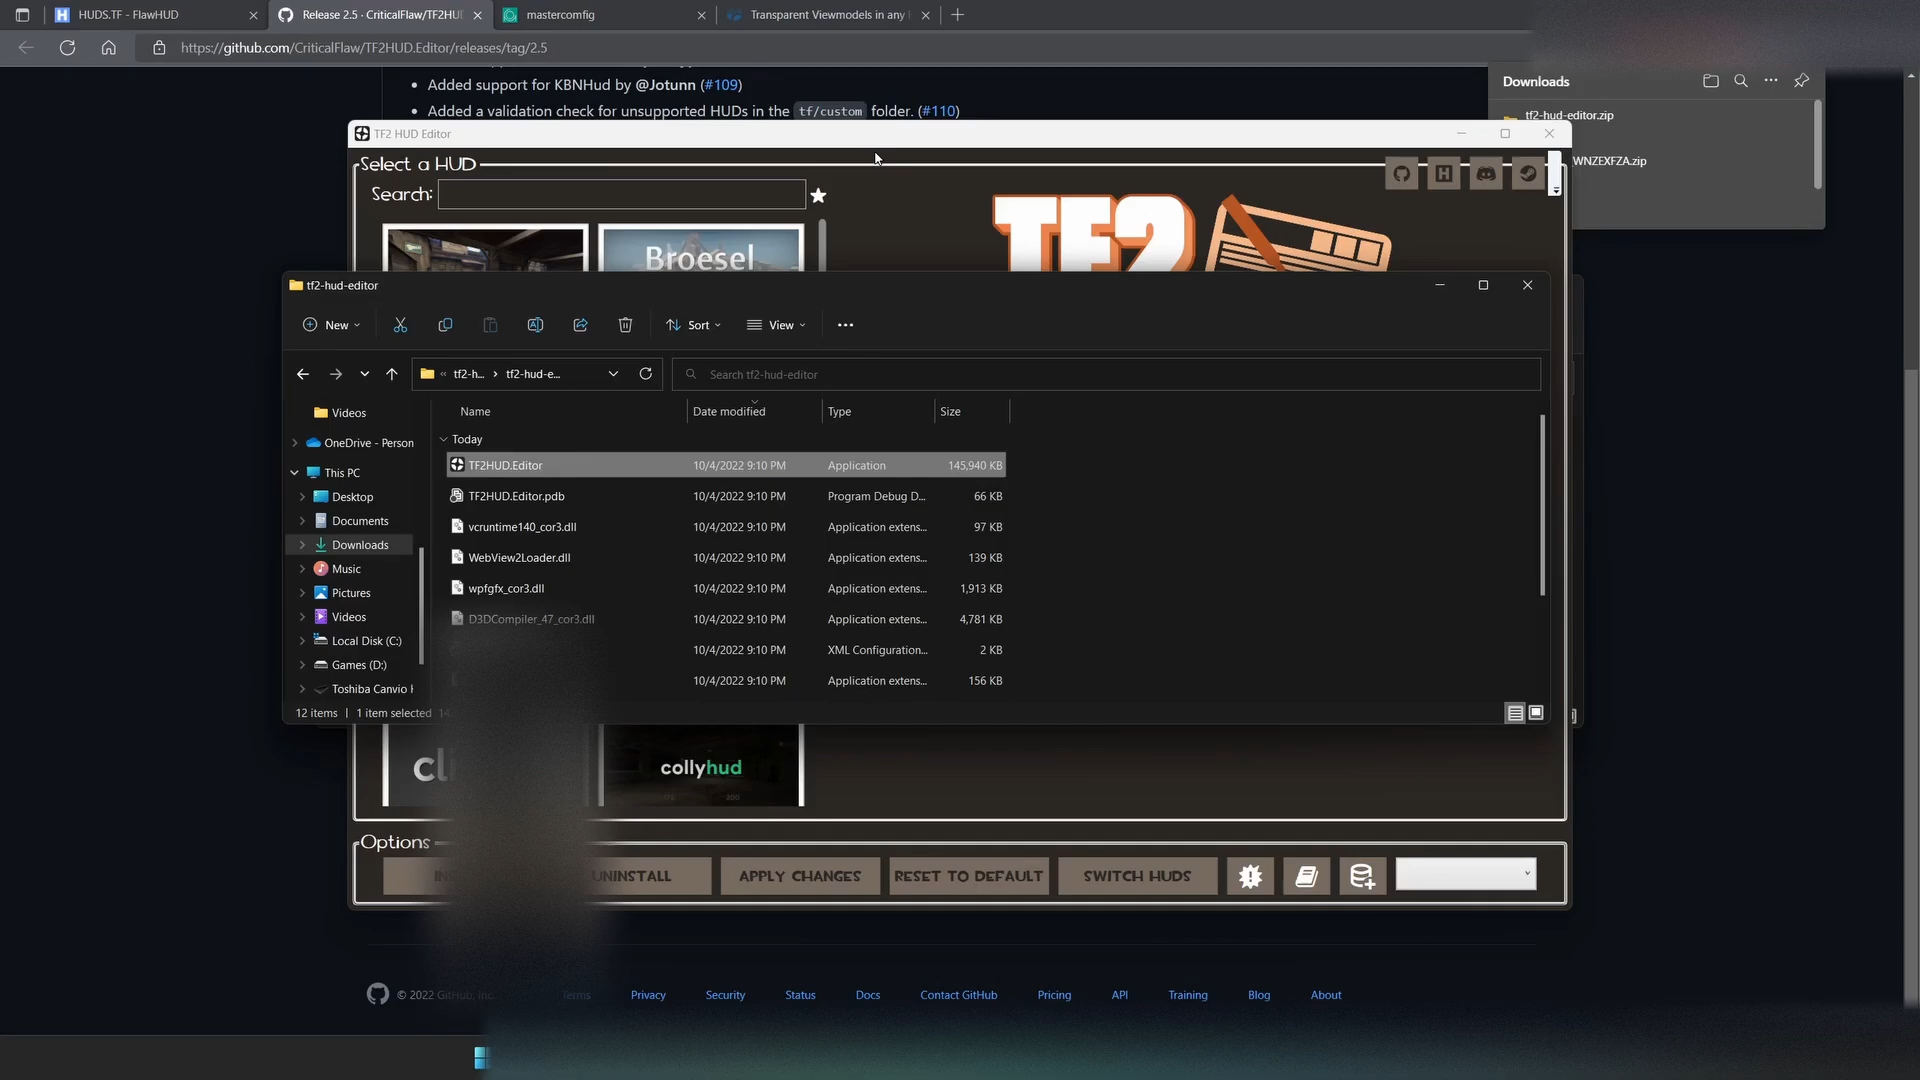 HUDS.TF - FlawHUD
Release 2.5 · CriticalFlaw/TF2HU
mastercomfig
Transparent Viewmodels in any
https://github.com/CriticalFlaw/TF2HUD.Editor/releases/tag/2.5
Added support for KBNHud by @Jotunn (#109)
Added a validation check for unsupported HUDs in the tf/custom folder. (#110)
Downloads
tf2-hud-editor.zip
WNZEXFZA.zip
TF2 HUD Editor
Select a HUD
Search:
Broesel
TF2
tf2-hud-editor
New
Sort
View
tf2-h... > tf2-hud-e...
Search tf2-hud-editor
Name
Date modified
Type
Size
Today
TF2HUD.Editor 10/4/2022 9:10 PM Application 145,940 KB
TF2HUD.Editor.pdb 10/4/2022 9:10 PM Program Debug D... 66 KB
vcruntime140_cor3.dll 10/4/2022 9:10 PM Application extens... 97 KB
WebView2Loader.dll 10/4/2022 9:10 PM Application extens... 139 KB
wpfgfx_cor3.dll 10/4/2022 9:10 PM Application extens... 1,913 KB
D3DCompiler_47_cor3.dll 10/4/2022 9:10 PM Application extens... 4,781 KB
10/4/2022 9:10 PM XML Configuration... 2 KB
10/4/2022 9:10 PM Application extens... 156 KB
Videos
OneDrive - Person
This PC
Desktop
Documents
Downloads
Music
Pictures
Videos
Local Disk (C:)
Games (D:)
Toshiba Canvio
12 items | 1 item selected
collyhud
Options
UNINSTALL
APPLY CHANGES
RESET TO DEFAULT
SWITCH HUDS
© 2022 GitHub, Inc.
Terms
Privacy
Security
Status
Docs
Contact GitHub
Pricing
API
Training
Blog
About